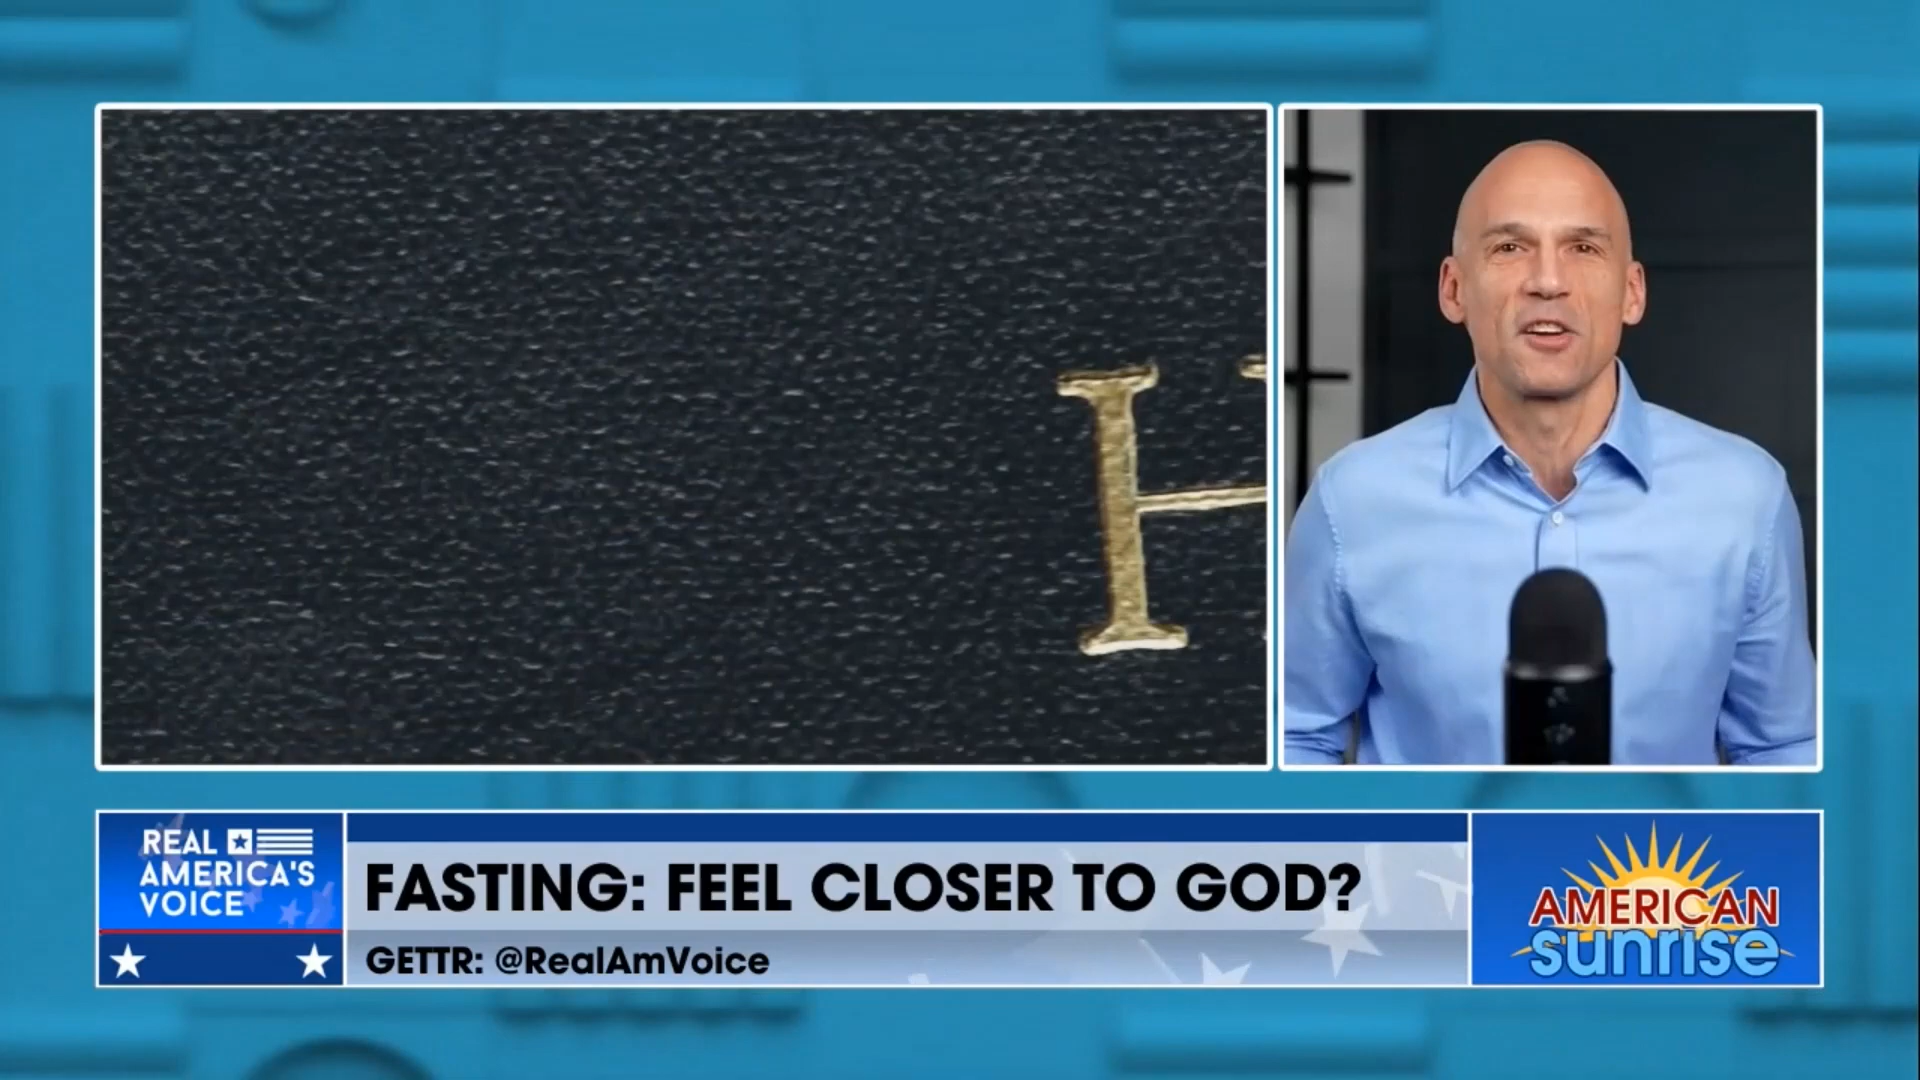 H
REAL
AMERICA'S
VOICE
FASTING: FEEL CLOSER TO GOD?
GETTR: @RealAmVoice
AMERICAN
sunrise